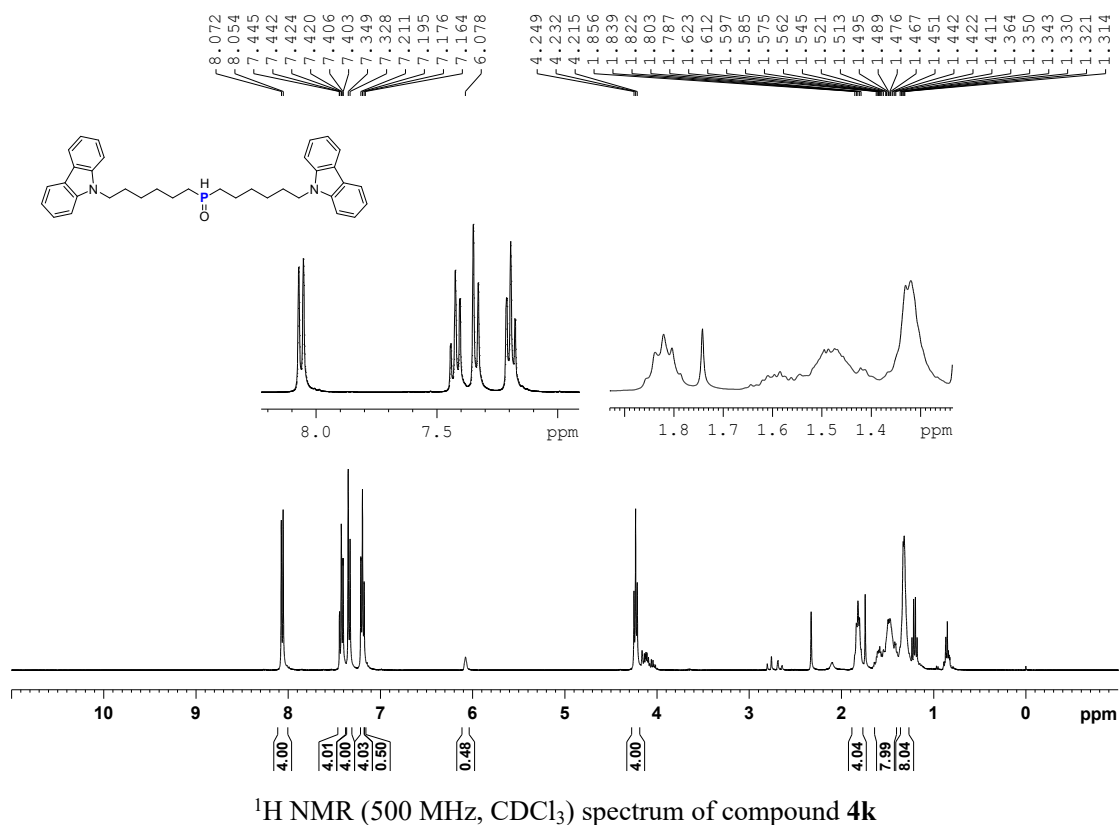 8.072 8.054 7.445 7.442 7.424 7.420 7.406 7.403 7.349 7.328 7.211 7.195 7.176 7.164 6.078 4.249 4.232 4.215 1.856 1.839 1.822 1.803 1.787 1.623 1.612 1.597 1.585 1.575 1.562 1.545 1.521 1.513 1.495 1.489 1.476 1.467 1.451 1.442 1.422 1.411 1.364 1.350 1.343 1.330 1.321 1.314
H
N P N
O
8.0 7.5 ppm
1.8 1.7 1.6 1.5 1.4 ppm
10 9 8 7 6 5 4 3 2 1 0 ppm
4.00 4.01 4.00 4.03 0.50 0.48 4.00 4.04 7.99 8.04
¹H NMR (500 MHz, CDCl₃) spectrum of compound 4k